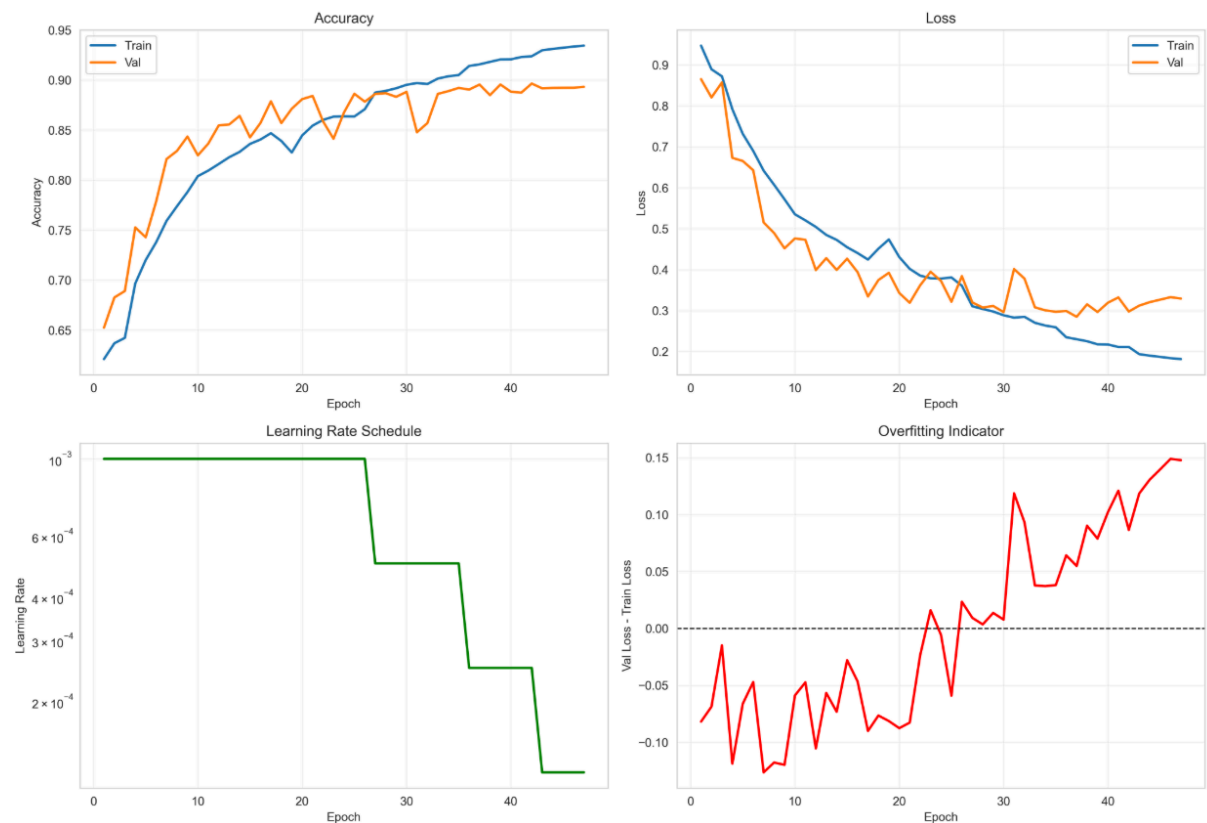 Accuracy
Train
Val
0.95
0.90
0.85
0.80
0.75
0.70
0.65
Accuracy
0 10 20 30 40
Epoch
Loss
Train
Val
0.9
0.8
0.7
0.6
0.5
0.4
0.3
0.2
Loss
0 10 20 30 40
Epoch
Learning Rate Schedule
10⁻³
6 × 10⁻⁴
4 × 10⁻⁴
3 × 10⁻⁴
2 × 10⁻⁴
Learning Rate
0 10 20 30 40
Epoch
Overfitting Indicator
0.15
0.10
0.05
0.00
−0.05
−0.10
Val Loss - Train Loss
0 10 20 30 40
Epoch